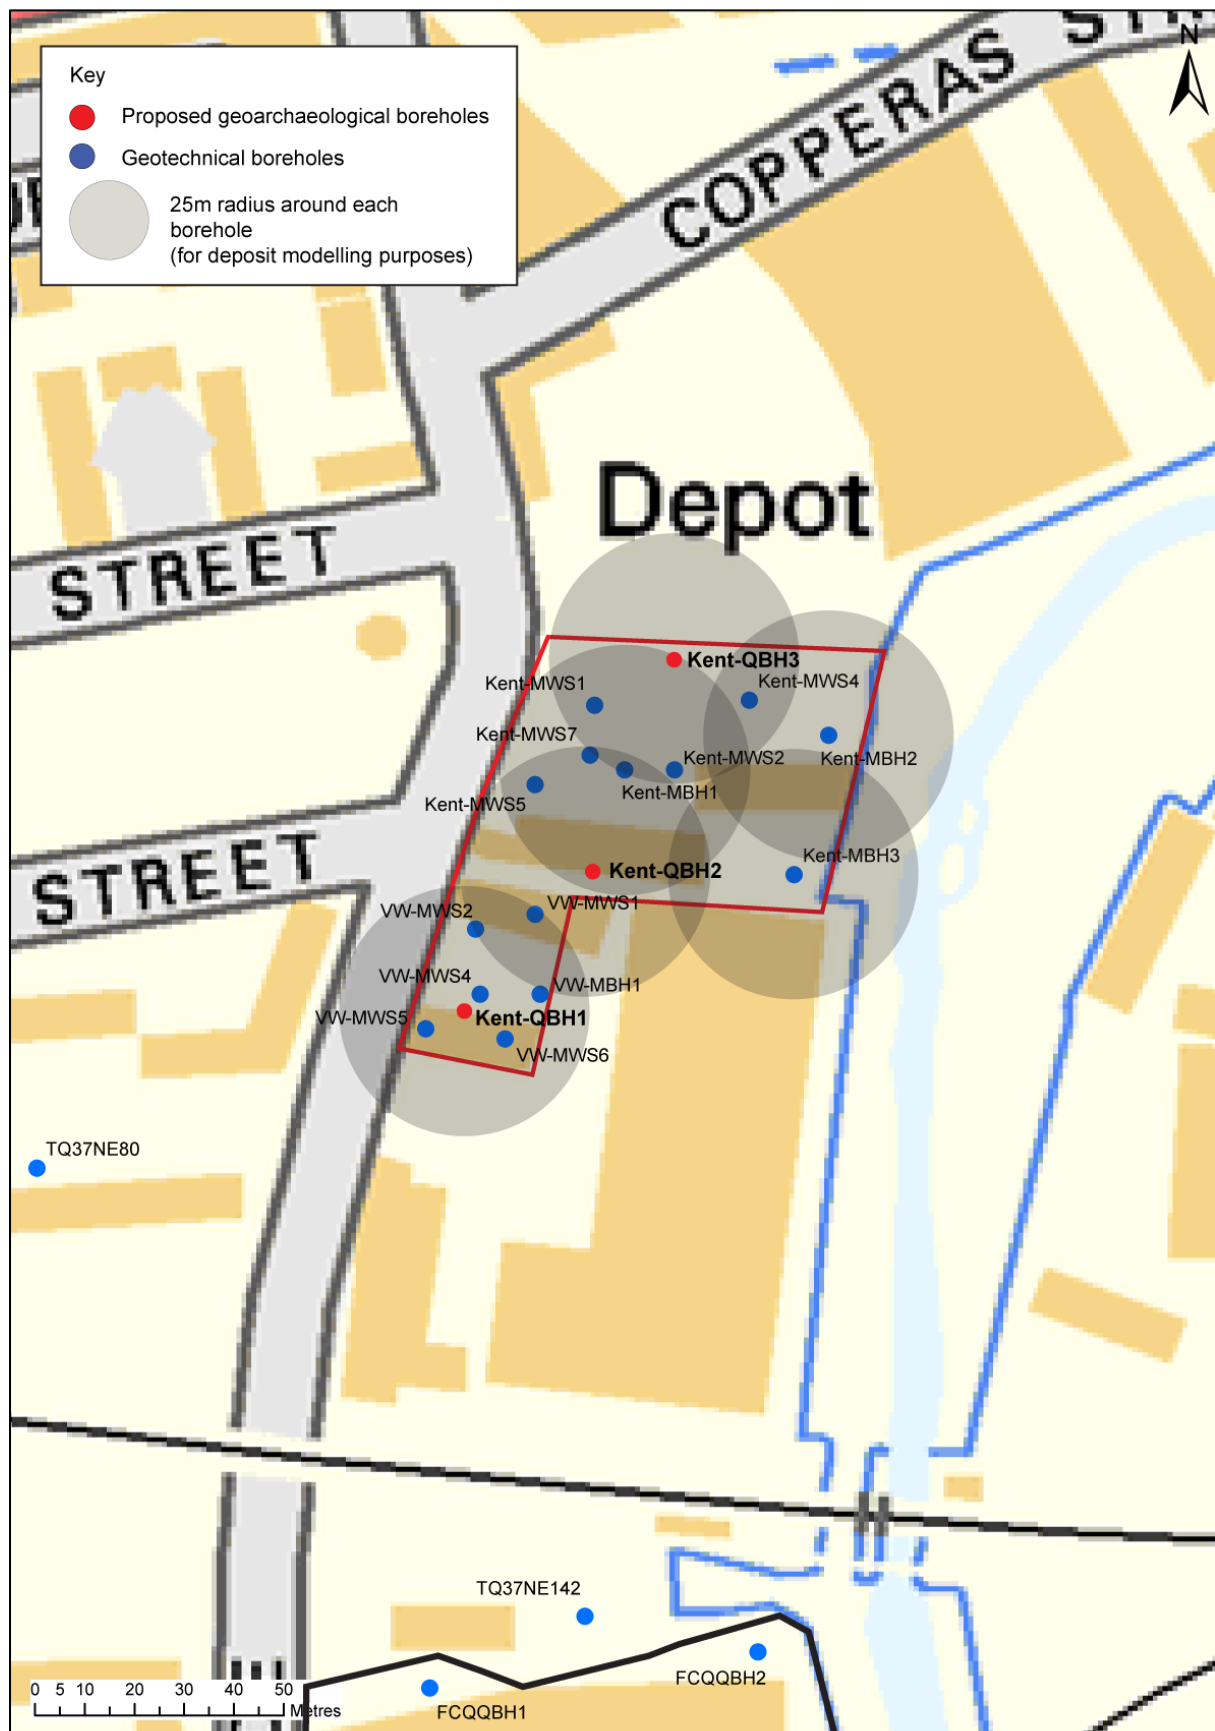 N
Key
Proposed geoarchaeological boreholes
Geotechnical boreholes
25m radius around each
borehole
(for deposit modelling purposes)
COPPERAS
Depot
STREET
Kent-QBH3
Kent-MWS1
Kent-MWS4
Kent-MWS7
Kent-MWS2
Kent-MBH2
Kent-MBH1
Kent-MWS5
STREET
Kent-MBH3
Kent-QBH2
VW-MWS2
VW-MWS1
VW-MWS4
VW-MBH1
VW-MWS5
Kent-QBH1
VW-MWS6
TQ37NE80
TQ37NE142
FCQQBH2
FCQQBH1
0 5 10 20 30 40 50
Metres